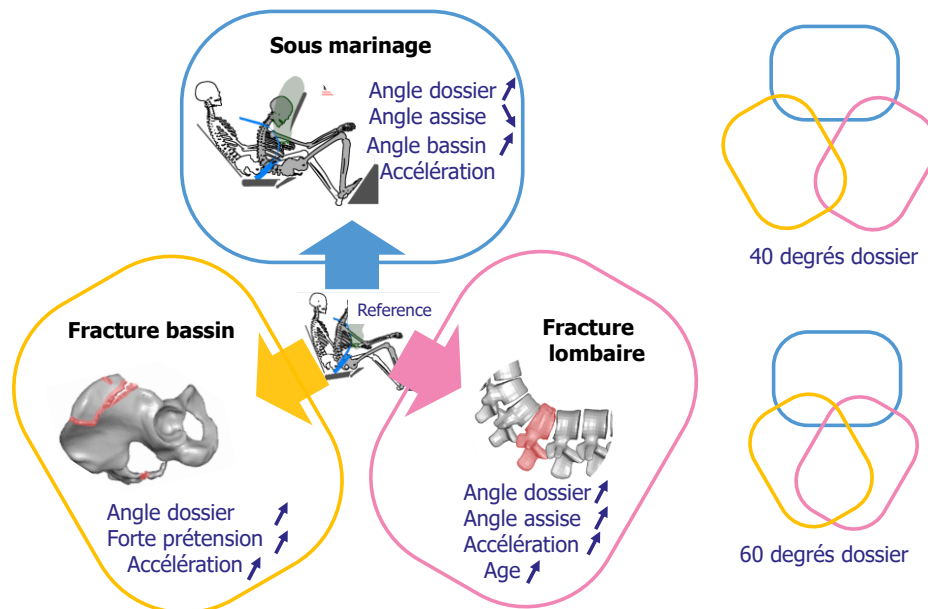 Sous marinage
Angle dossier
Angle assise
Angle bassin
Accélération
Reference
Fracture bassin
Angle dossier
Forte prétension
Accélération
Fracture
lombaire
Angle dossier
Angle assise
Accélération
Age
40 degrés dossier
60 degrés dossier